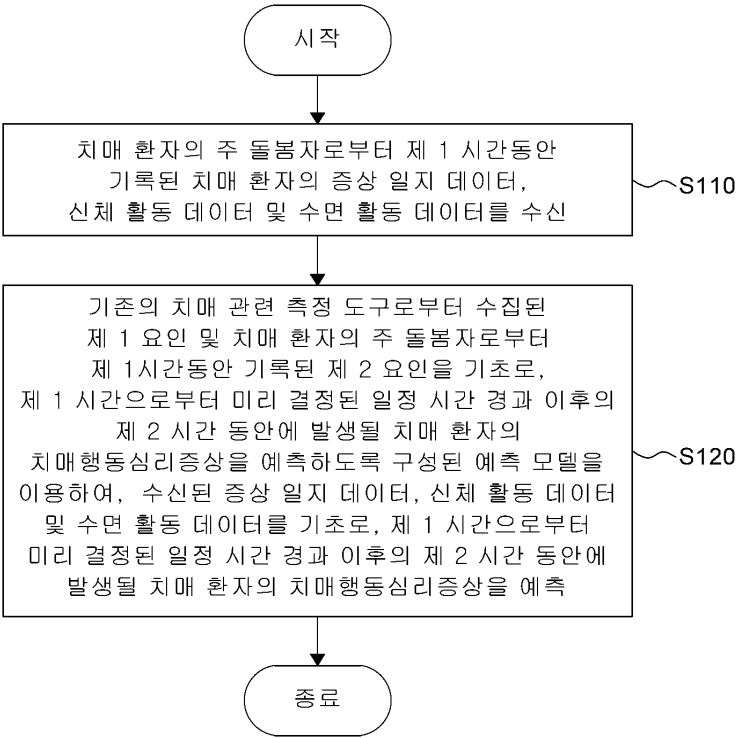 시작
치매 환자의 주 돌봄자로부터 제 1 시간동안
기록된 치매 환자의 증상 일지 데이터,
신체 활동 데이터 및 수면 활동 데이터를 수신
S110
기존의 치매 관련 측정 도구로부터 수집된
제 1 요인 및 치매 환자의 주 돌봄자로부터
제 1시간동안 기록된 제 2 요인을 기초로,
제 1 시간으로부터 미리 결정된 일정 시간 경과 이후의
제 2 시간 동안에 발생될 치매 환자의
치매행동심리증상을 예측하도록 구성된 예측 모델을
이용하여, 수신된 증상 일지 데이터, 신체 활동 데이터
및 수면 활동 데이터를 기초로, 제 1 시간으로부터
미리 결정된 일정 시간 경과 이후의 제 2 시간 동안에
발생될 치매 환자의 치매행동심리증상을 예측
S120
종료